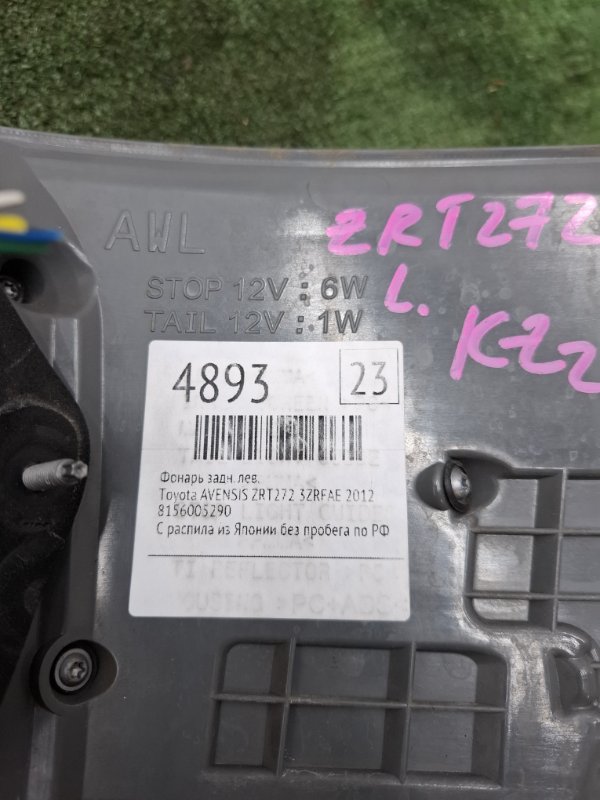 AWL
ZRT272
STOP 12V : 6W
L.
TAIL 12V : 1W
KZ2
4893
23
Фонарь задн. лев.
Toyota AVENSIS ZRT272 3ZRFAE 2012
8156005290
С распила из Японии без пробега по РФ